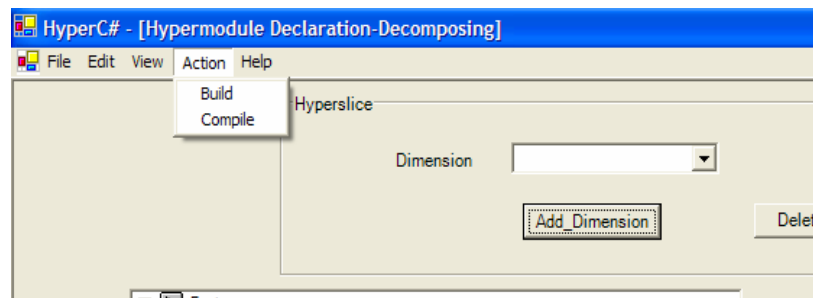 HyperC# - [Hypermodule Declaration-Decomposing]
File Edit View Action Help
Build
Compile
Hyperslice
Dimension
Add_Dimension